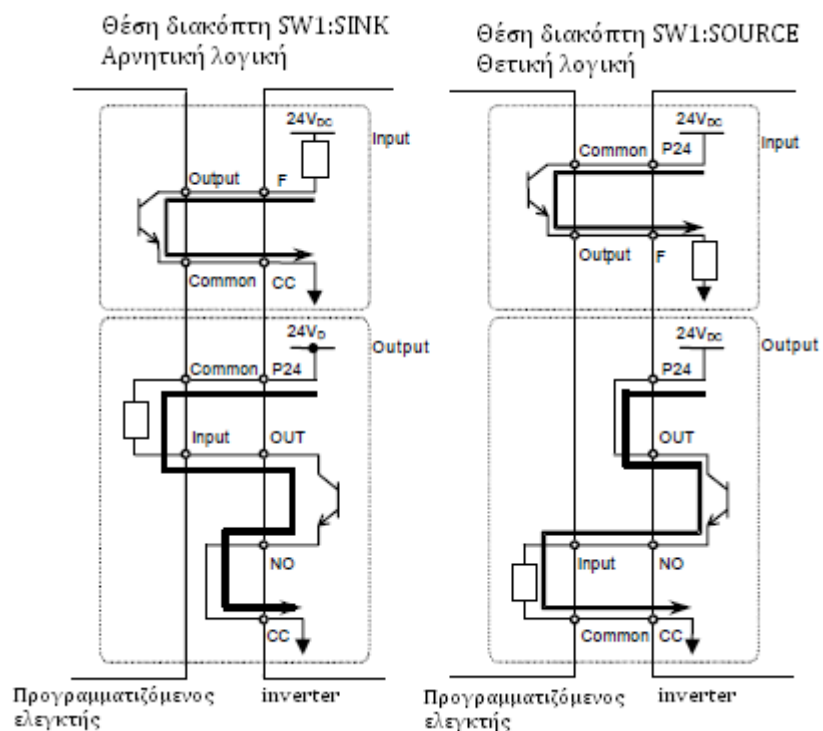 Θέση διακόπτη SW1:SINK
Αρνητική λογική
24VDC
Input
Output
F
Common
CC
24VD
Output
Common
P24
Input
OUT
NO
CC
Προγραμματιζόμενος
ελεγκτής
inverter
Θέση διακόπτη SW1:SOURCE
Θετική λογική
24VDC
Common
P24
Input
Output
F
24VDC
Output
P24
OUT
Input
NO
Common
CC
Προγραμματιζόμενος
ελεγκτής
inverter